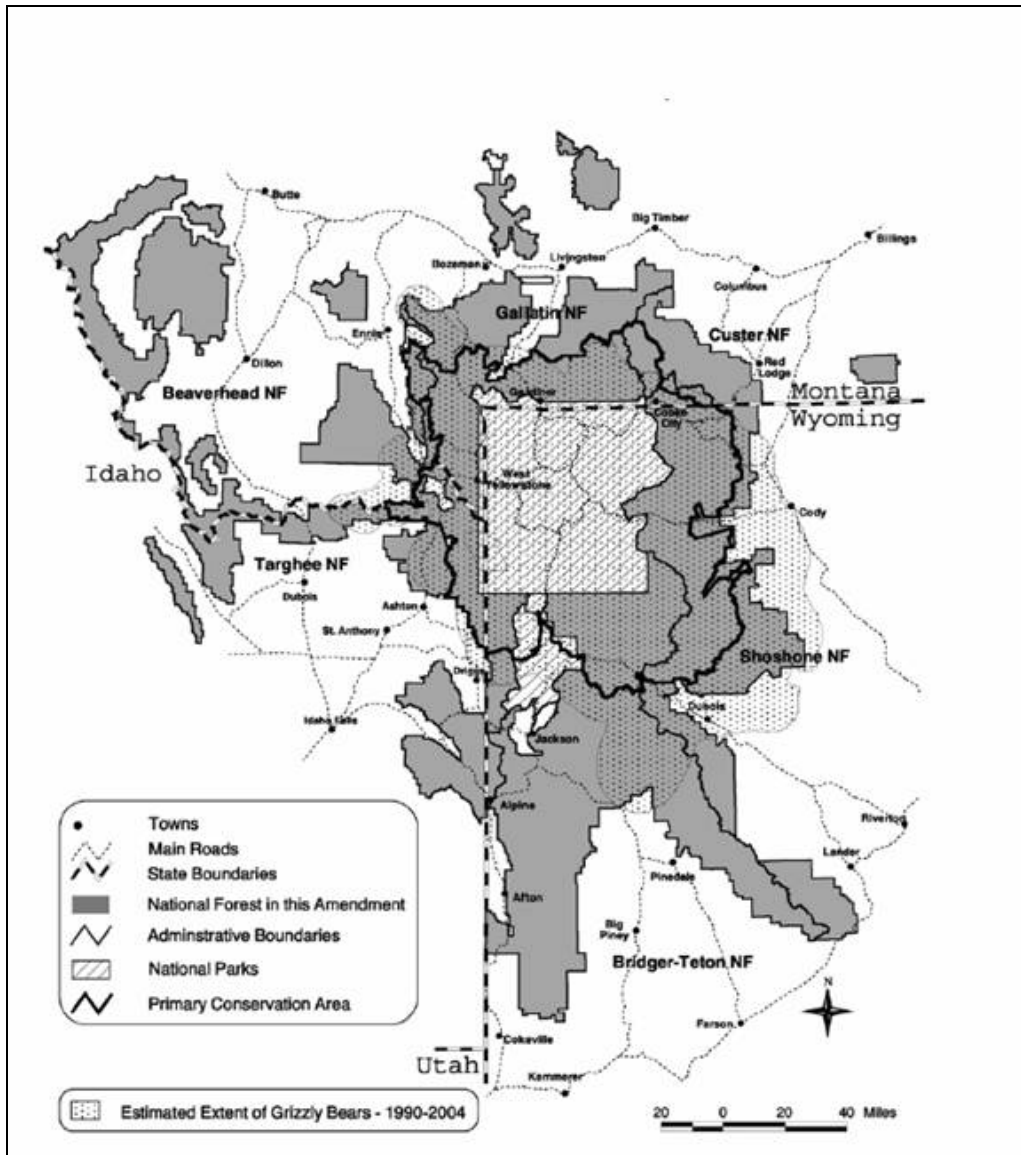 Butte
Big Timber
Billings
Bozeman
Livingston
Columbus
Gallatin NF
Custer NF
Ennis
Red
Lodge
Dillon
Beaverhead NF
Gardiner
Montana
Cooke
City
Wyoming
Idaho
West
Yellowstone
Cody
Targhee NF
Dubois
Ashton
St. Anthony
Shoshone NF
Driggs
Dubois
Idaho Falls
Jackson
Alpine
Riverton
Lander
Pinedale
Afton
Big
Piney
Bridger-Teton NF
N
Farson
Cokeville
Utah
Kemmerer
Towns
Main Roads
State Boundaries
National Forest in this Amendment
Adminstrative Boundaries
National Parks
Primary Conservation Area
Estimated Extent of Grizzly Bears - 1990-2004
20 0 20 40 Miles